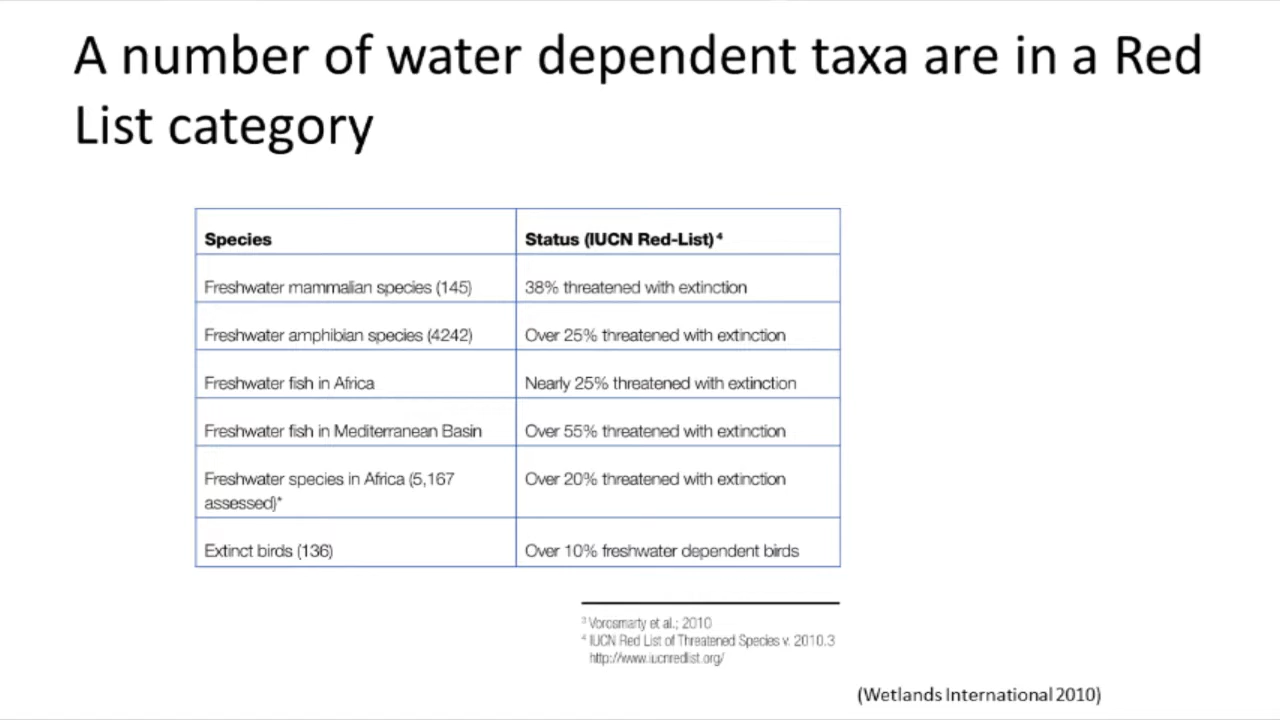 A number of water dependent taxa are in a Red
List category
Species
Status (IUCN Red-List) ⁴
Freshwater mammalian species (145)
38% threatened with extinction
Freshwater amphibian species (4242)
Over 25% threatened with extinction
Freshwater fish in Africa
Nearly 25% threatened with extinction
Freshwater fish in Mediterranean Basin
Over 55% threatened with extinction
Freshwater species in Africa (5,167
assessed)*
Over 20% threatened with extinction
Extinct birds (136)
Over 10% freshwater dependent birds
³ Vorosmarty et al.; 2010
⁴ IUCN Red List of Threatened Species v. 2010.3
http://www.iucnredlist.org/
(Wetlands International 2010)